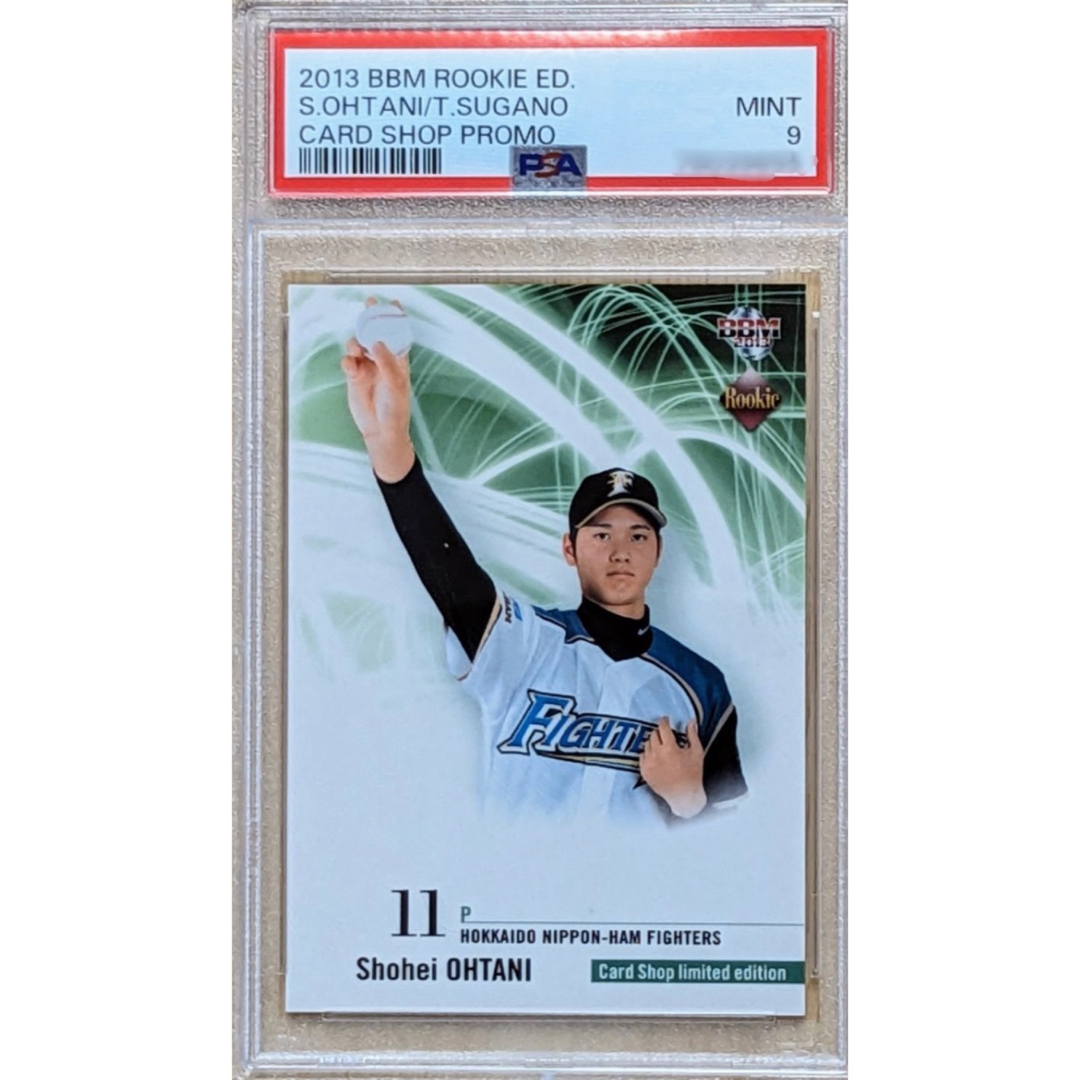 2013 BBM ROOKIE ED.
S.OHTANI/T.SUGANO MINT
CARD SHOP PROMO 9
PSA
BBM
2013
Rookie
FIGHTE
11 P
HOKKAIDO NIPPON-HAM FIGHTERS
Shohei OHTANI Card Shop limited edition